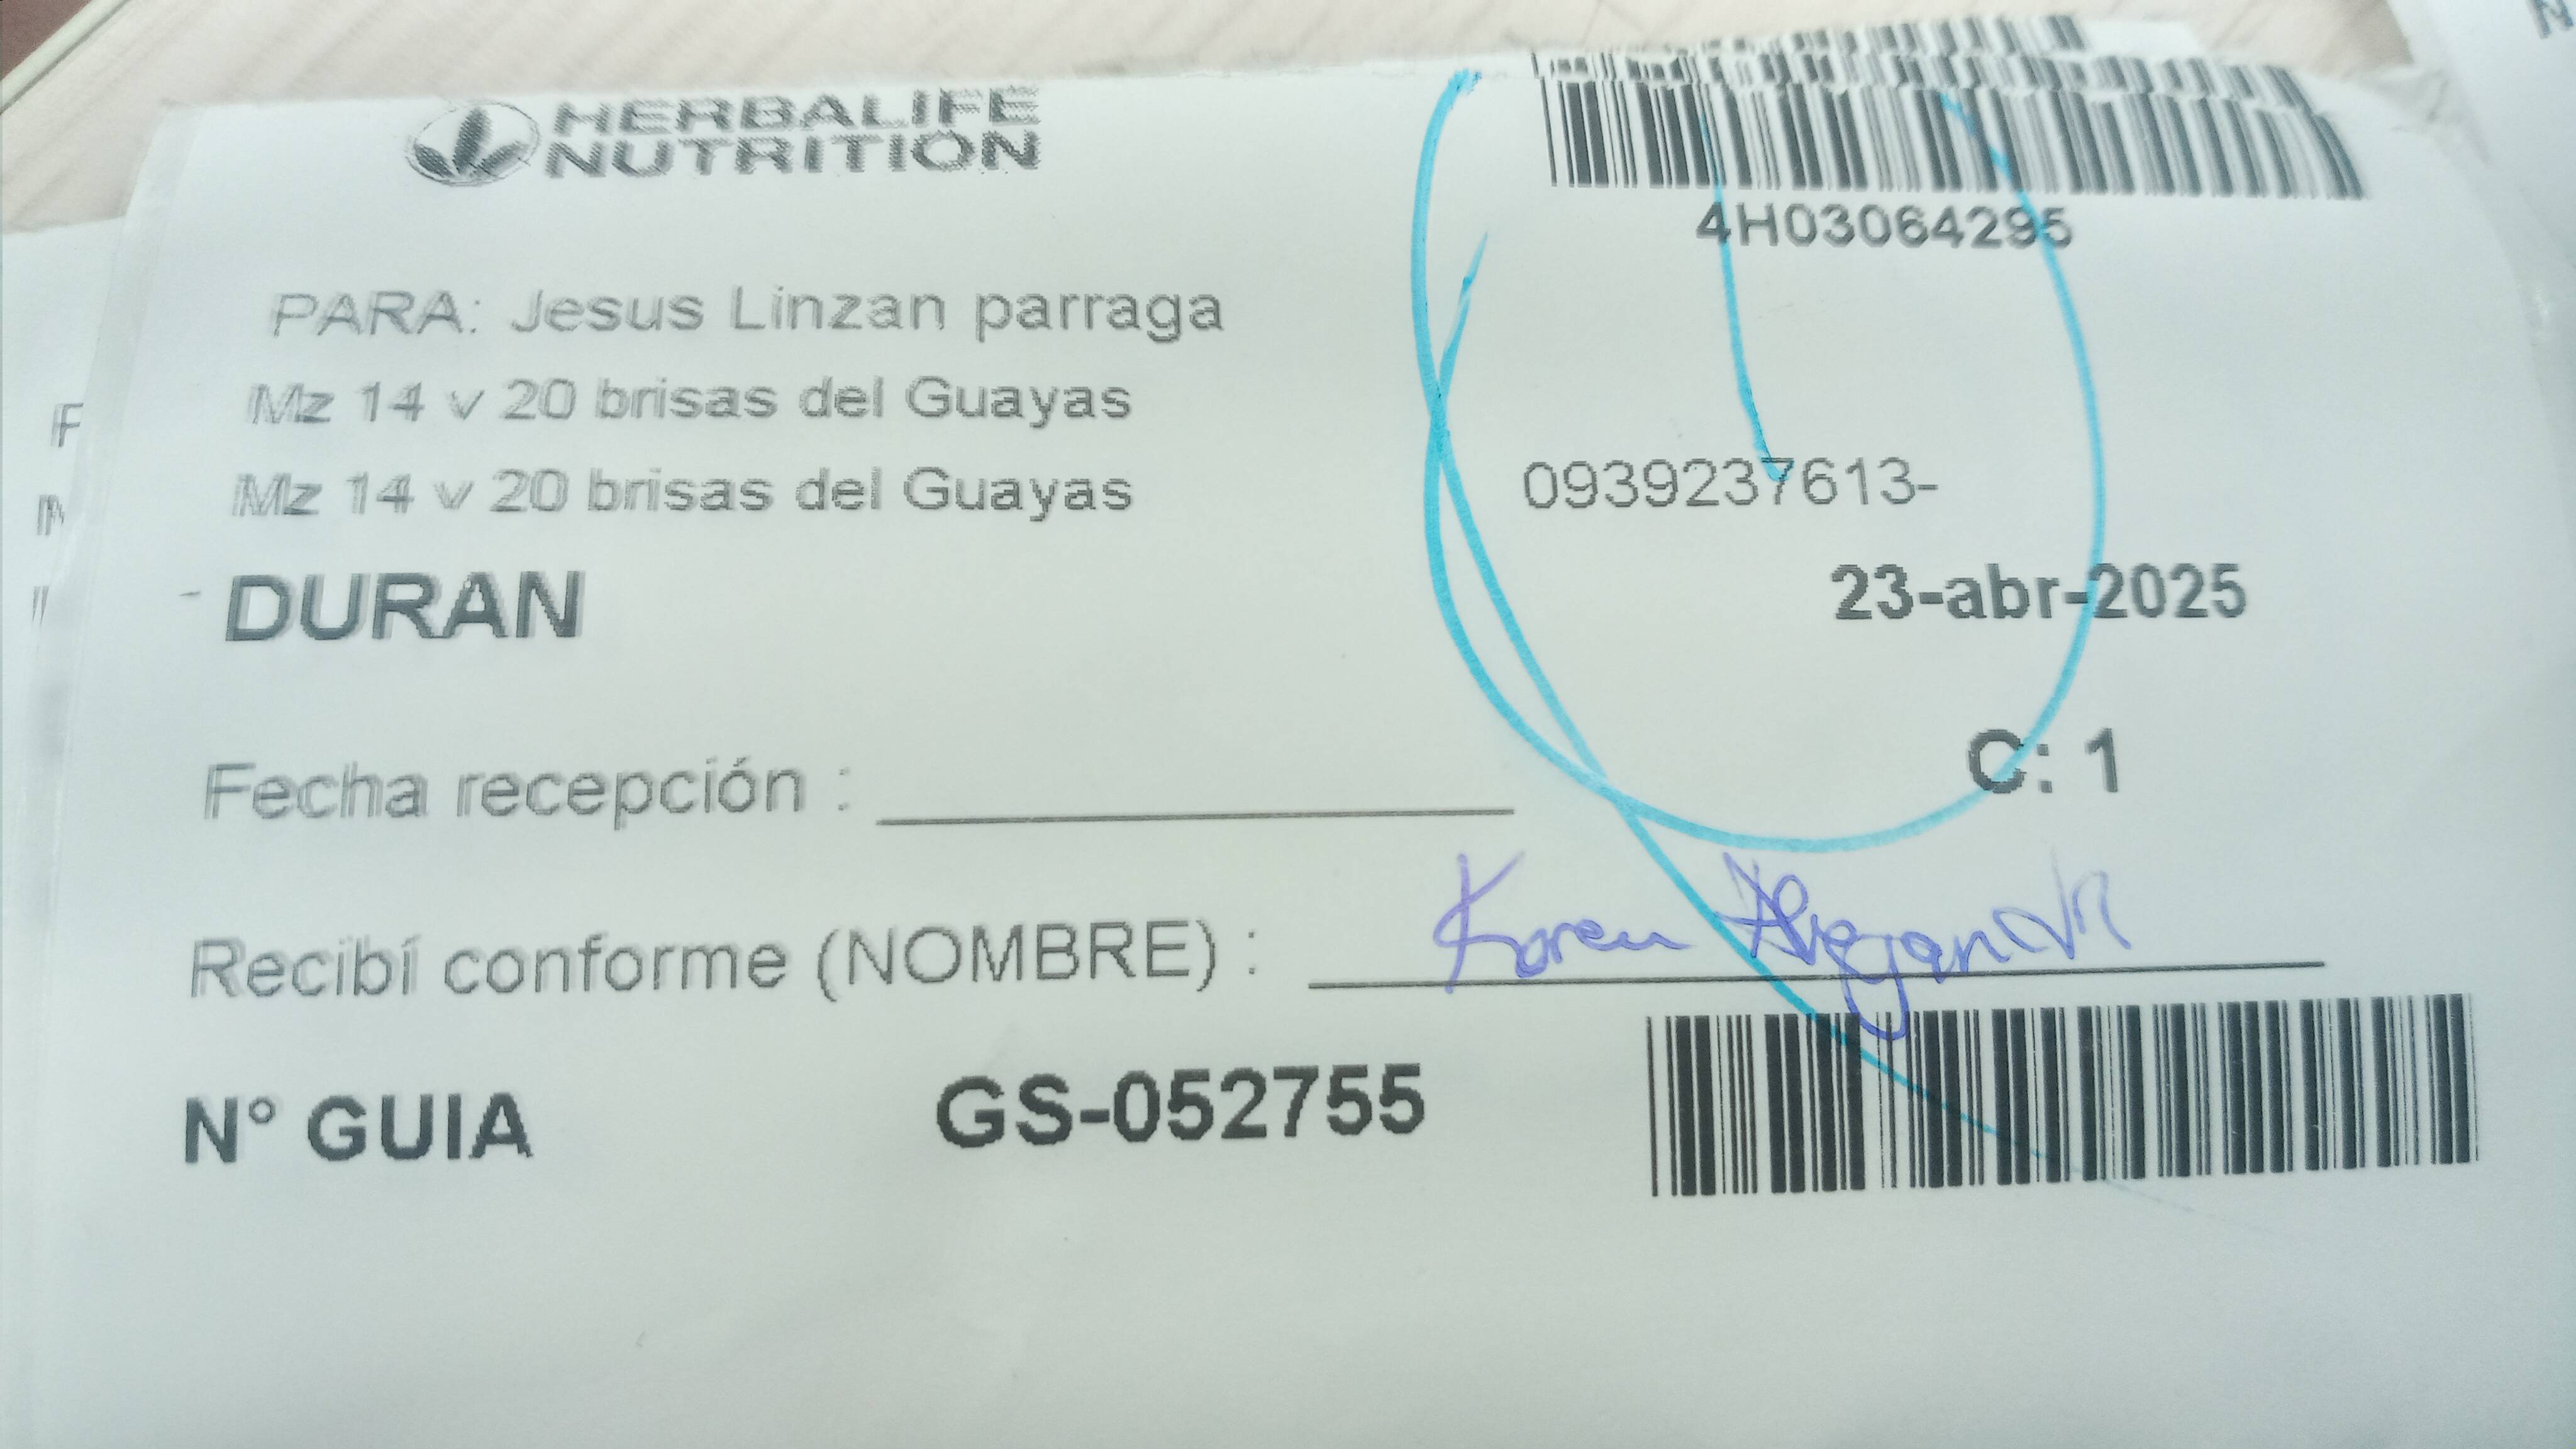 HERBALIFE
NUTRITION
4H03064295
PARA: Jesus Linzan parraga
Mz 14 v 20 brisas del Guayas
Mz 14 v 20 brisas del Guayas
0939237613-
DURAN
23-abr-2025
Fecha recepción :
C: 1
Recibí conforme (NOMBRE) : Karen
N° GUIA GS-052755